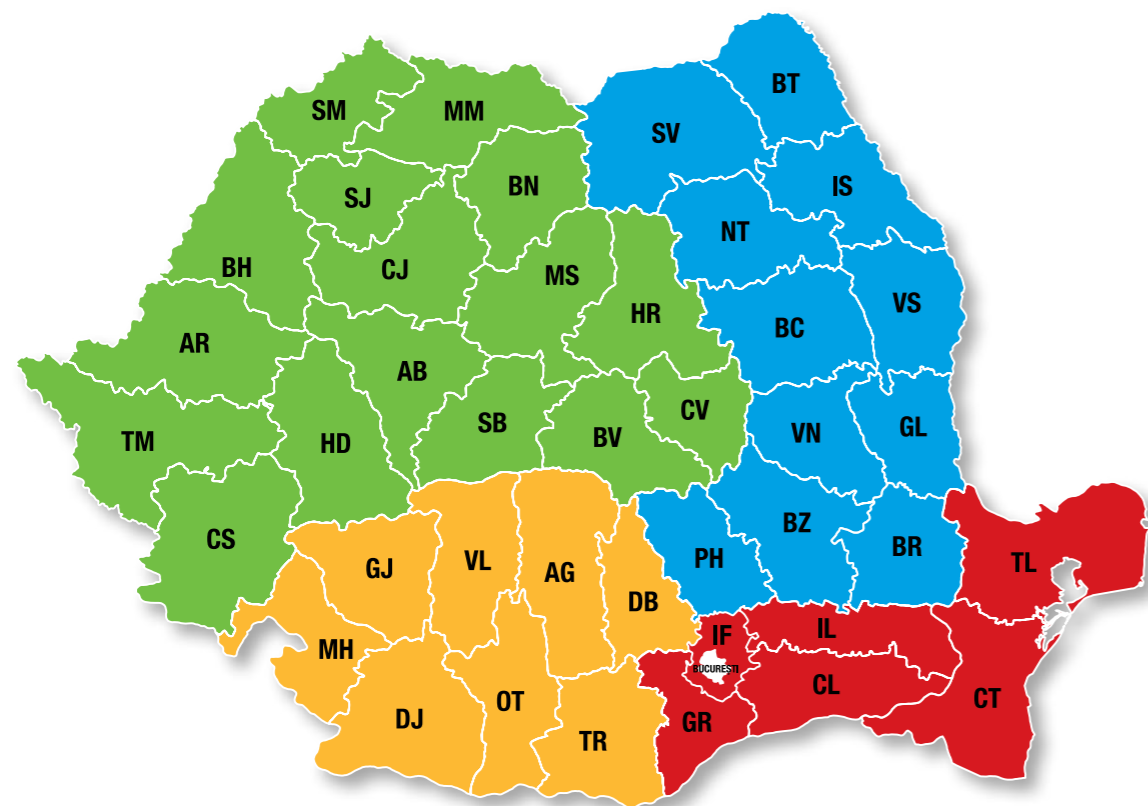 BT
SM
MM
SV
BN
IS
SJ
NT
BH
CJ
MS
VS
HR
BC
AR
AB
CV
SB
BV
VN
GL
TM
HD
CS
GJ
VL
AG
BZ
BR
PH
TL
DB
IF
IL
MH
BUCUREȘTI
CL
OT
CT
DJ
GR
TR